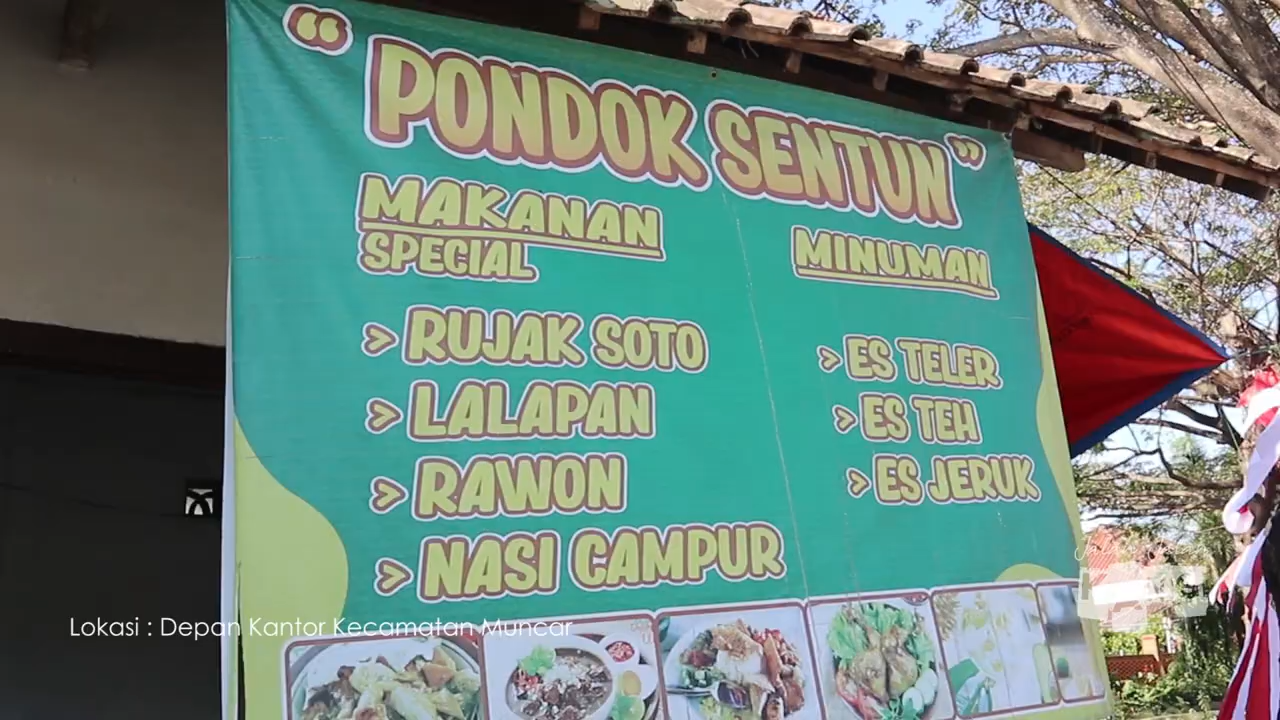 “PONDOK SENTUN”
MAKANAN
SPECIAL
> RUJAK SOTO
> LALAPAN
> RAWON
> NASI CAMPUR
MINUMAN
> ES TELER
> ES TEH
> ES JERUK
Lokasi : Depan Kantor Kecamatan Muncar